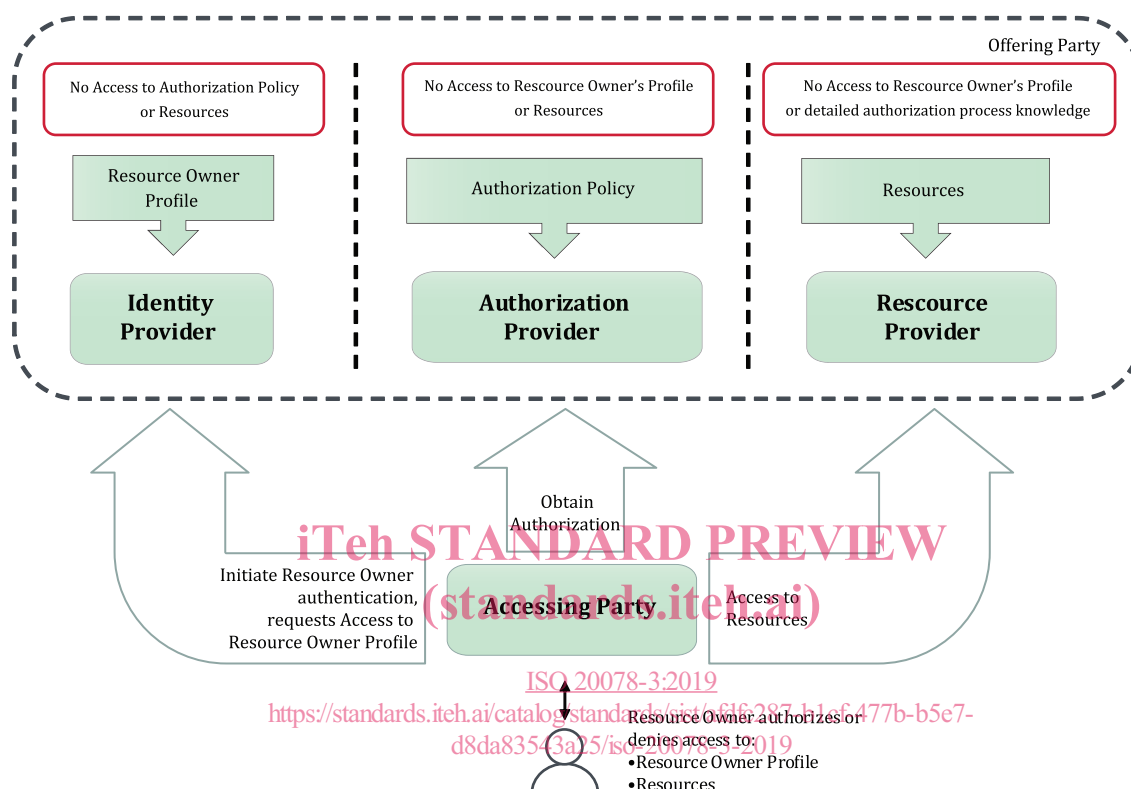 Offering Party
No Access to Authorization Policy
or Resources
No Access to Rescource Owner’s Profile
or Resources
No Access to Rescource Owner’s Profile
or detailed authorization process knowledge
Resource Owner
Profile
Authorization Policy
Resources
Identity
Provider
Authorization
Provider
Rescource
Provider
Obtain
Authorization
iTeh STANDARD PREVIEW
(standards.iteh.ai)
Initiate Resource Owner
authentication,
requests Access to
Resource Owner Profile
Accessing Party
Access to
Resources
ISO 20078-3:2019
https://standards.iteh.ai/catalog/standards/sist/afdfc287-b1cf-477b-b5e7-
d8da83543a25/iso-20078-3-2019
Resource Owner authorizes or
denies access to:
•Resource Owner Profile
•Resources